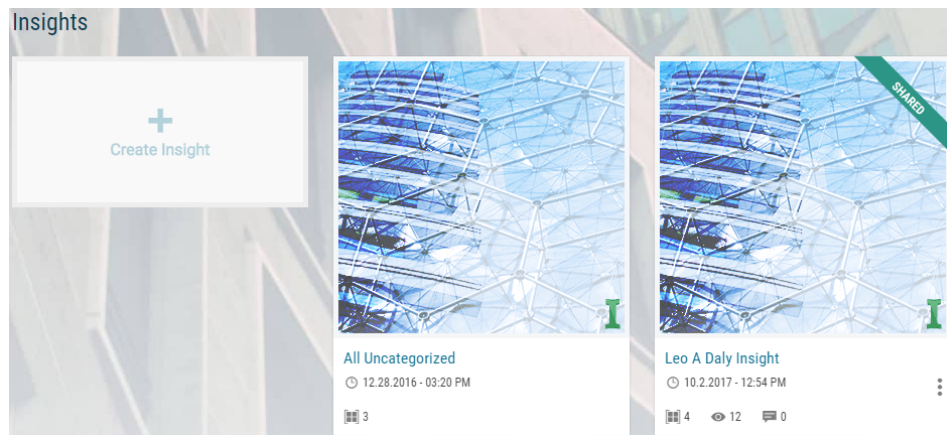 Insights
Create Insight
SHARED
I
I
All Uncategorized
Leo A Daly Insight
12.28.2016 - 03:20 PM
10.2.2017 - 12:54 PM
3
4 12 0